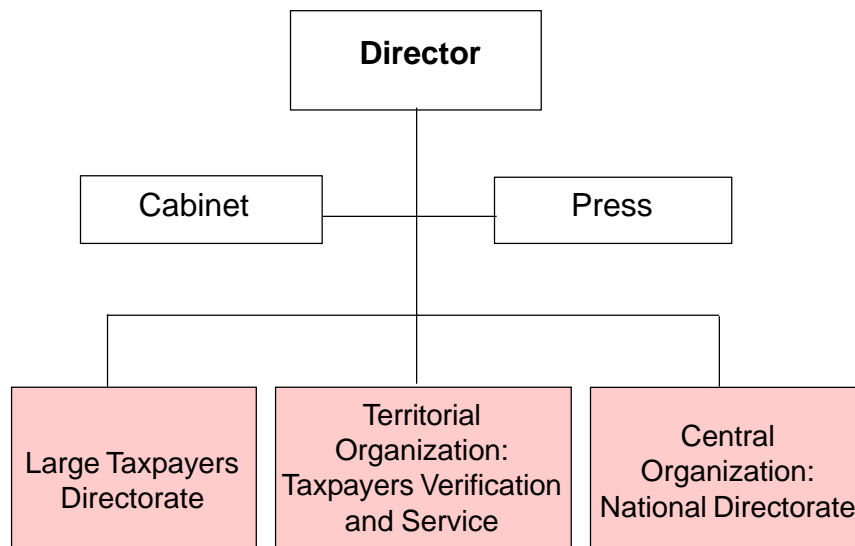 Director
Cabinet
Press
Large Taxpayers
Directorate
Territorial
Organization:
Taxpayers Verification
and Service
Central
Organization:
National Directorate